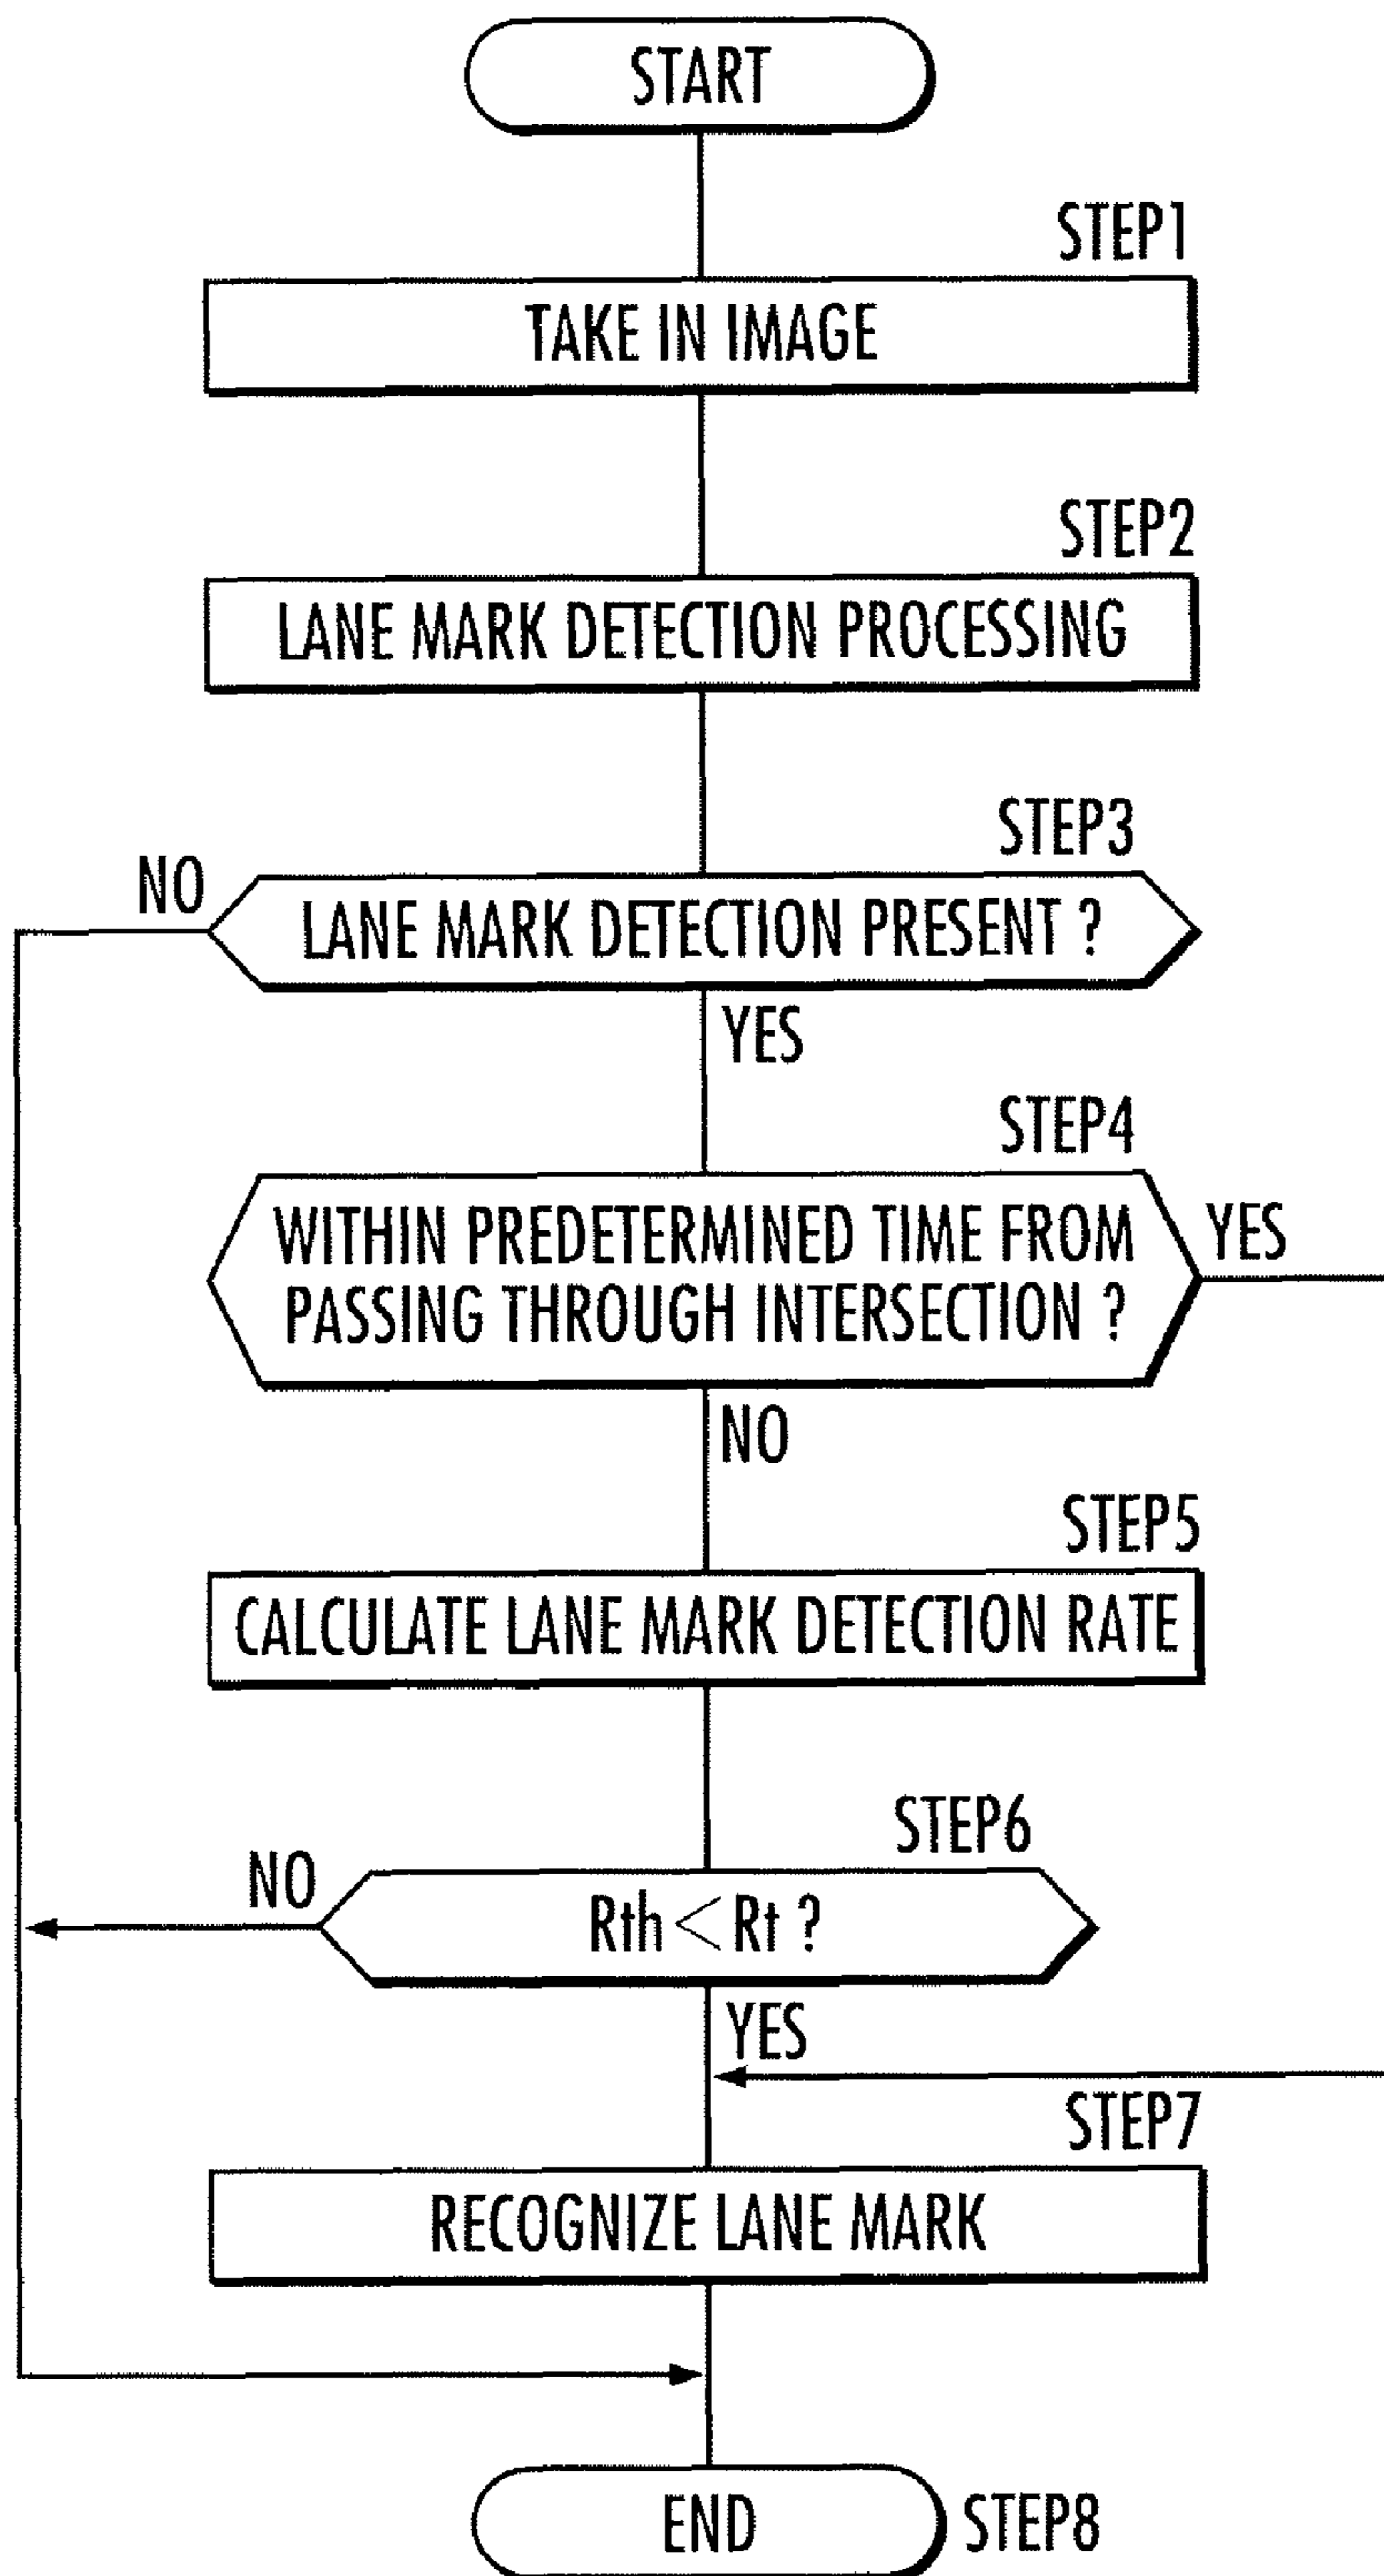 START
STEP1
TAKE IN IMAGE
STEP2
LANE MARK DETECTION PROCESSING
STEP3
NO
LANE MARK DETECTION PRESENT ?
YES
STEP4
WITHIN PREDETERMINED TIME FROM
PASSING THROUGH INTERSECTION ?
YES
NO
STEP5
CALCULATE LANE MARK DETECTION RATE
STEP6
NO
Rth < Rt ?
YES
STEP7
RECOGNIZE LANE MARK
END
STEP8